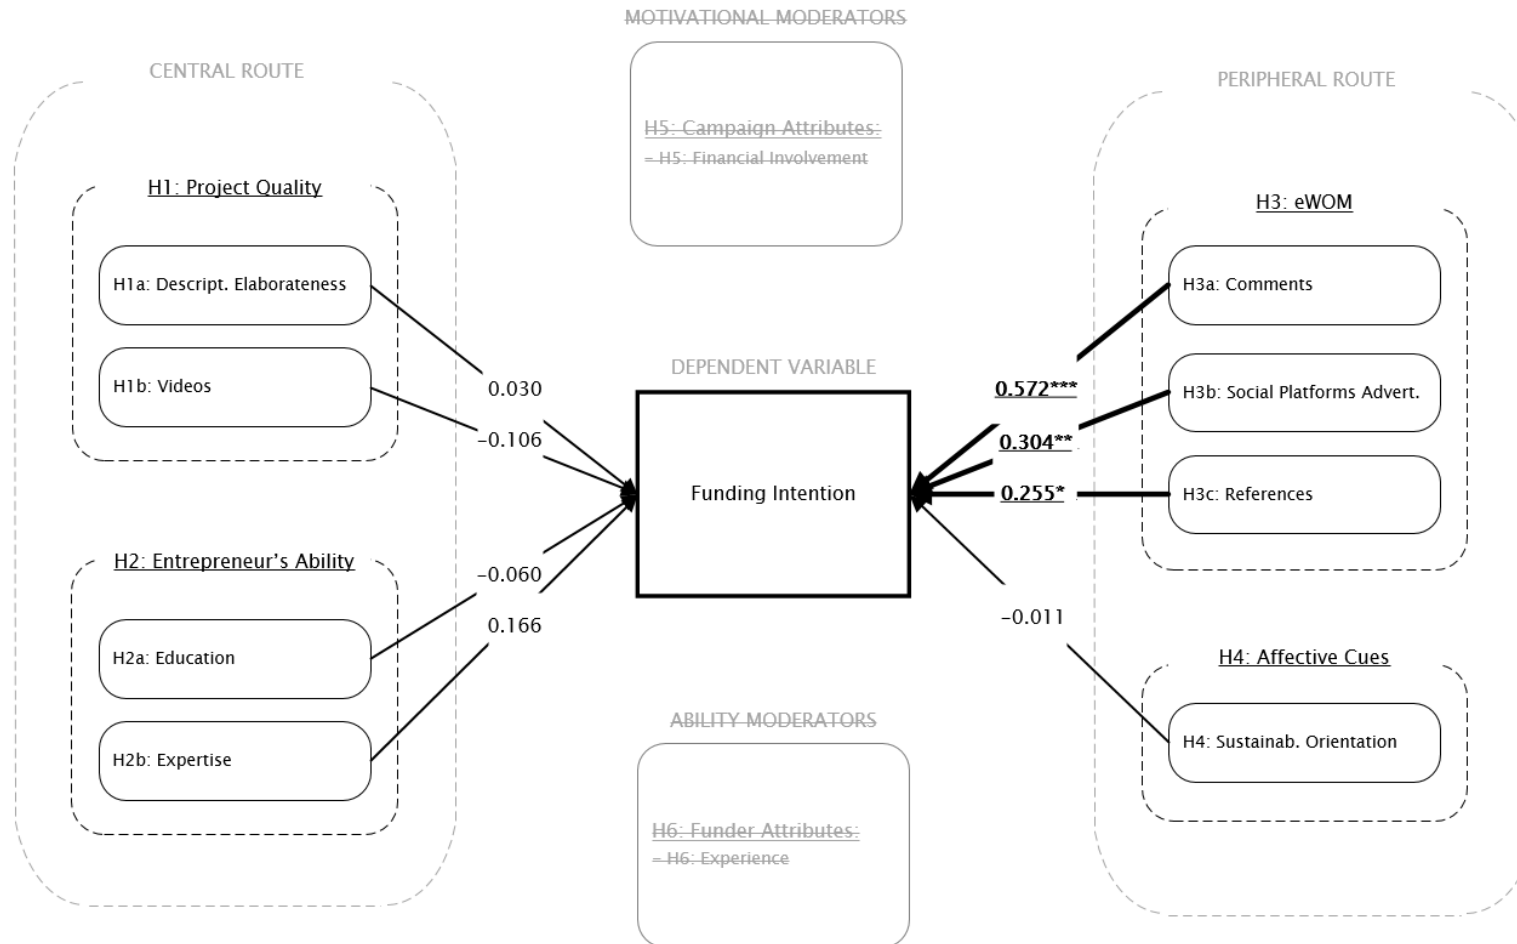 MOTIVATIONAL MODERATORS
H5: Campaign Attributes:
- H5: Financial Involvement
CENTRAL ROUTE
H1: Project Quality
H1a: Descript. Elaborateness
H1b: Videos
H2: Entrepreneur’s Ability
H2a: Education
H2b: Expertise
0.030
-0.106
-0.060
0.166
DEPENDENT VARIABLE
Funding Intention
0.572***
0.304**
0.255*
-0.011
PERIPHERAL ROUTE
H3: eWOM
H3a: Comments
H3b: Social Platforms Advert.
H3c: References
H4: Affective Cues
H4: Sustainab. Orientation
ABILITY MODERATORS
H6: Funder Attributes:
- H6: Experience